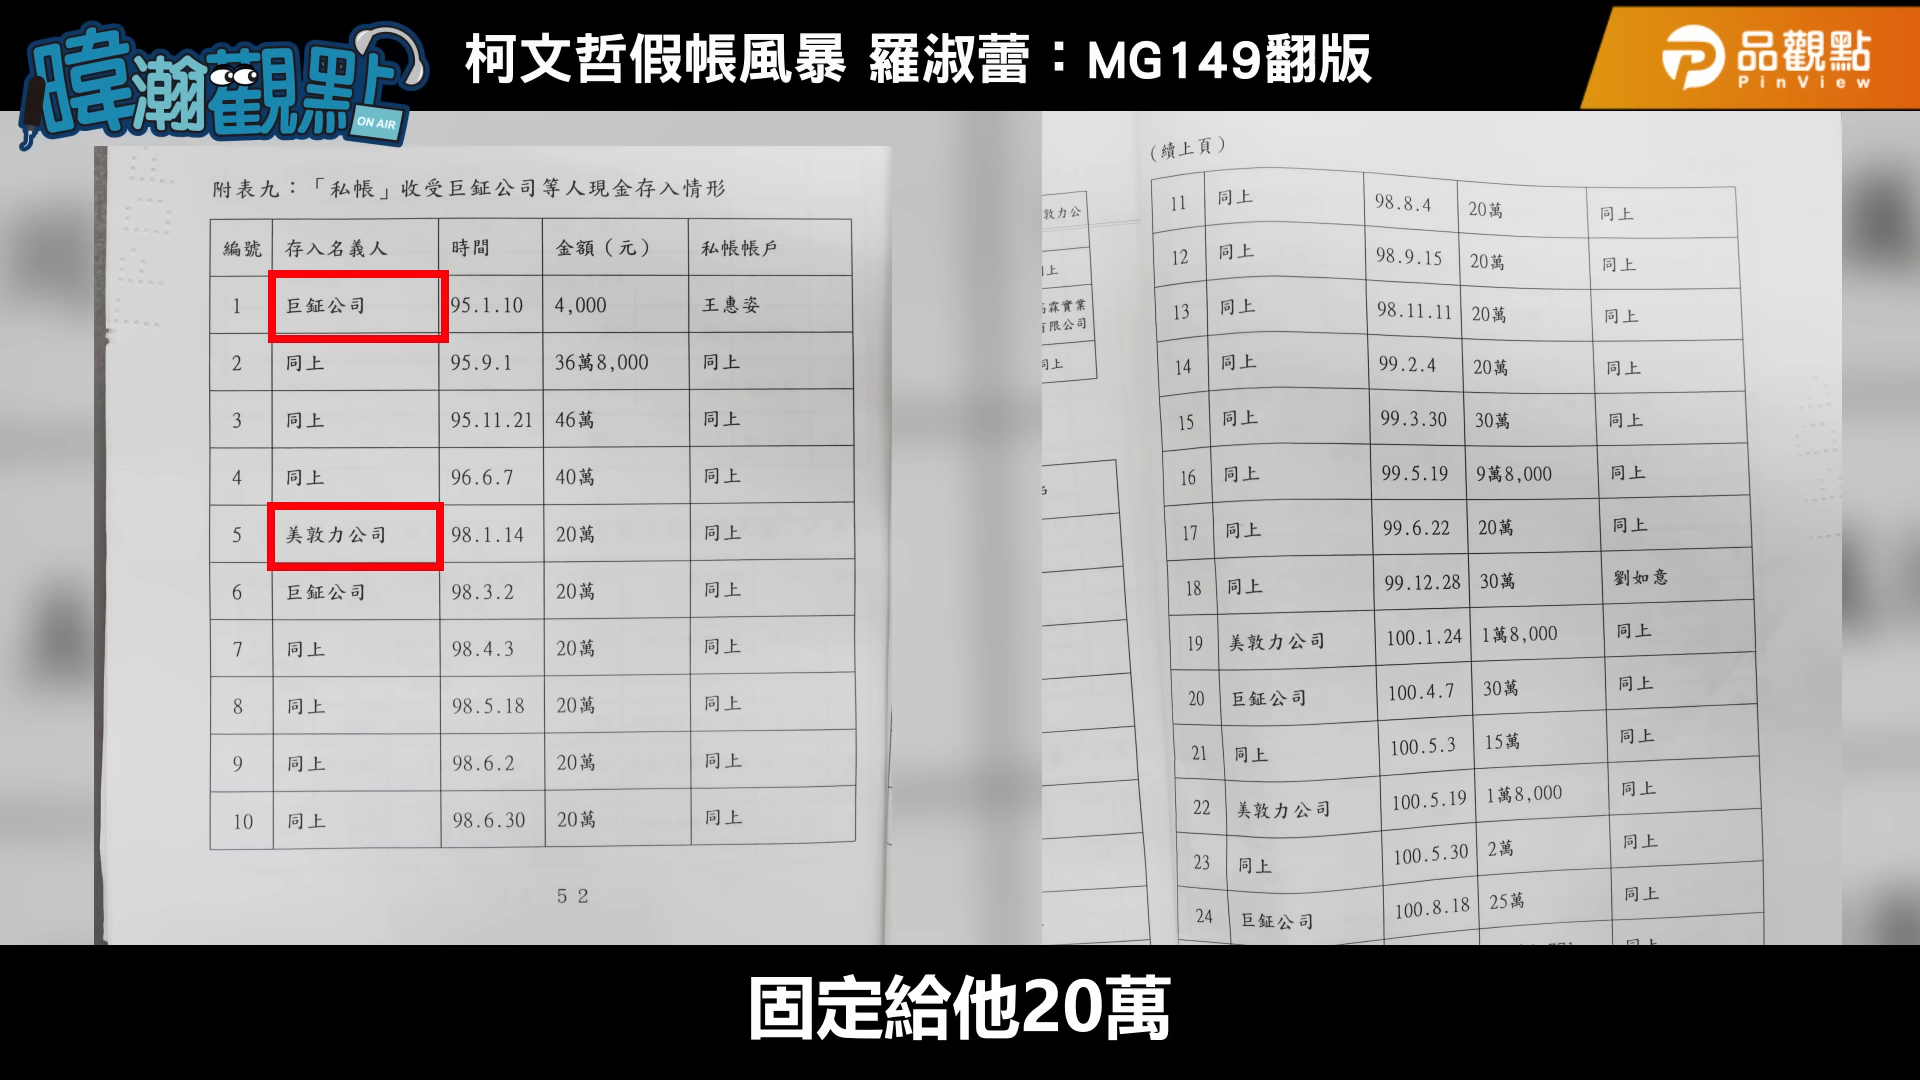 暐瀚觀點
ON AIR
柯文哲假帳風暴 羅淑蕾：MG149翻版
品觀點
PinView
附表九：「私帳」收受巨鉦公司等人現金存入情形
編號 存入名義人 時間 金額（元） 私帳帳戶
1 巨鉦公司 95.1.10 4,000 王惠姿
2 同上 95.9.1 36萬8,000 同上
3 同上 95.11.21 46萬 同上
4 同上 96.6.7 40萬 同上
5 美敦力公司 98.1.14 20萬 同上
6 巨鉦公司 98.3.2 20萬 同上
7 同上 98.4.3 20萬 同上
8 同上 98.5.18 20萬 同上
9 同上 98.6.2 20萬 同上
10 同上 98.6.30 20萬 同上
52
敦力公
上
霖實業
限公司
同上
（續上頁）
11 同上 98.8.4 20萬 同上
12 同上 98.9.15 20萬 同上
13 同上 98.11.11 20萬 同上
14 同上 99.2.4 20萬 同上
15 同上 99.3.30 30萬 同上
16 同上 99.5.19 9萬8,000 同上
17 同上 99.6.22 20萬 同上
18 同上 99.12.28 30萬 劉如意
19 美敦力公司 100.1.24 1萬8,000 同上
20 巨鉦公司 100.4.7 30萬 同上
21 同上 100.5.3 15萬 同上
22 美敦力公司 100.5.19 1萬8,000 同上
23 同上 100.5.30 2萬 同上
24 巨鉦公司 100.8.18 25萬 同上
同上
固定給他20萬